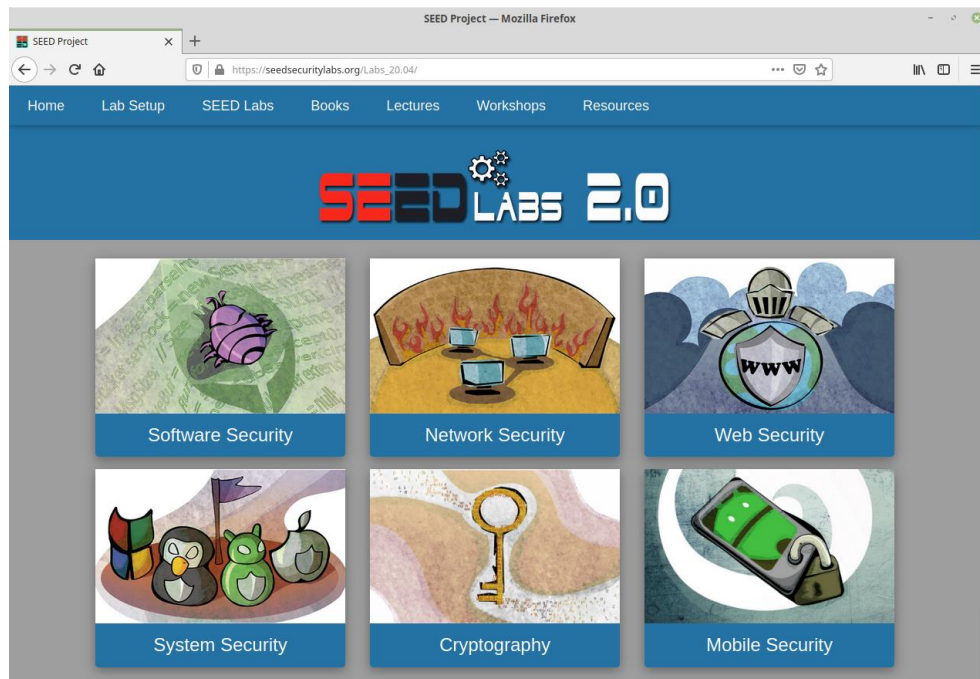 SEED Project — Mozilla Firefox
SEED Project
https://seedsecuritylabs.org/Labs_20.04/
Home Lab Setup SEED Labs Books Lectures Workshops Resources
SEED LABS 2.0
WWW
Software Security Network Security Web Security
System Security Cryptography Mobile Security